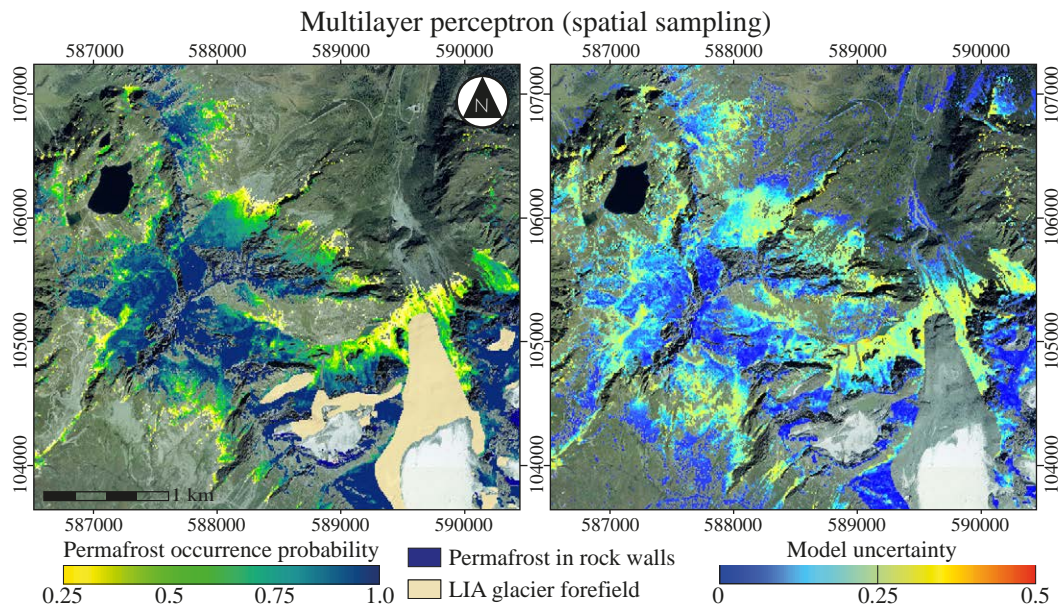 Multilayer perceptron (spatial sampling)
587000 588000 589000 590000 587000 588000 589000 590000
107000 107000
106000 106000
105000 105000
104000 104000
N
1 km
587000 588000 589000 590000 587000 588000 589000 590000
Permafrost occurrence probability
0.25 0.5 0.75 1.0
Permafrost in rock walls
LIA glacier forefield
Model uncertainty
0 0.25 0.5